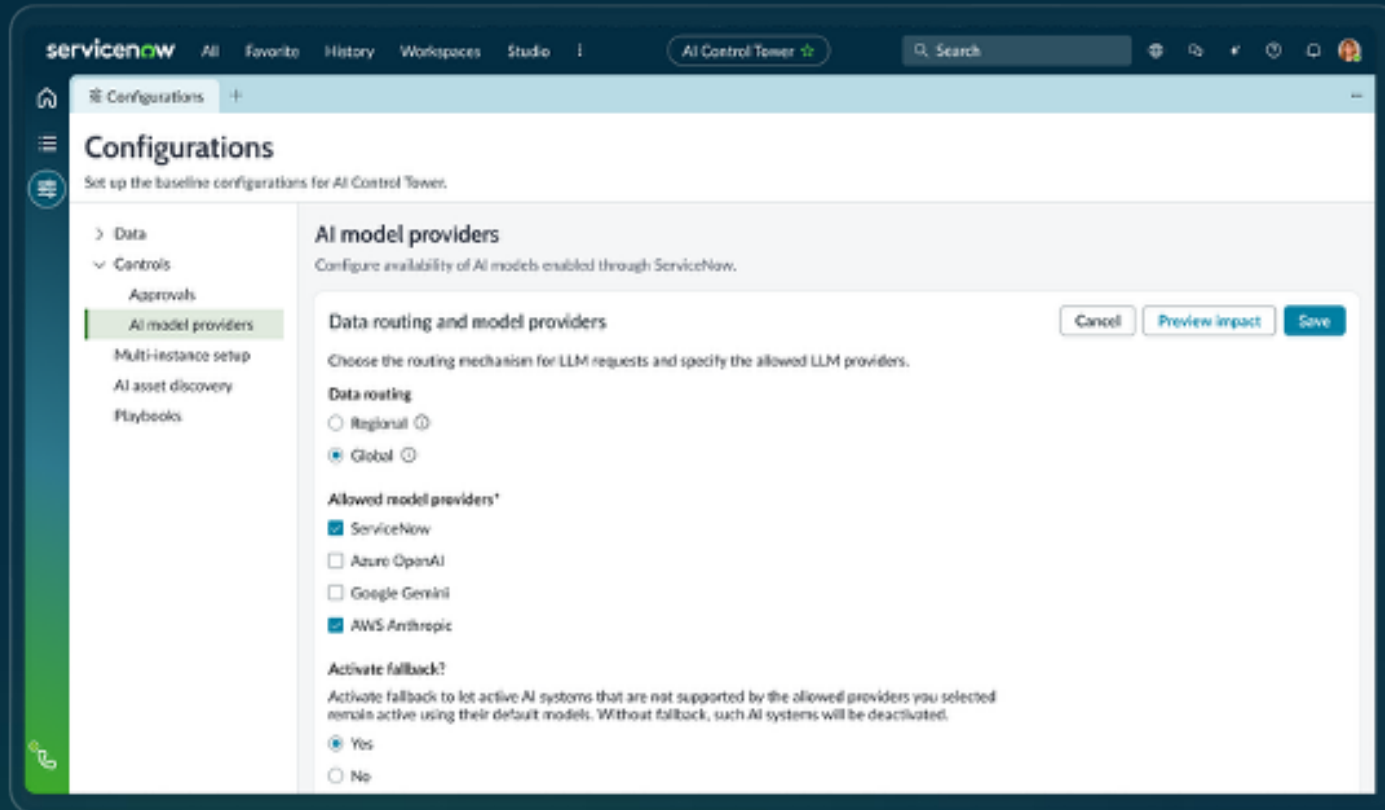 servicenow All Favorite History Workspaces Studio AI Control Tower Search
Configurations
Configurations
Set up the baseline configurations for AI Control Tower.
Data
Controls
Approvals
AI model providers
Multi-instance setup
AI asset discovery
Playbooks
AI model providers
Configure availability of AI models enabled through ServiceNow.
Data routing and model providers
Cancel Preview impact Save
Choose the routing mechanism for LLM requests and specify the allowed LLM providers.
Data routing
Regional
Global
Allowed model providers*
ServiceNow
Azure OpenAI
Google Gemini
AWS Anthropic
Activate fallback?
Activate fallback to let active AI systems that are not supported by the allowed providers you selected
remain active using their default models. Without fallback, such AI systems will be deactivated.
Yes
No